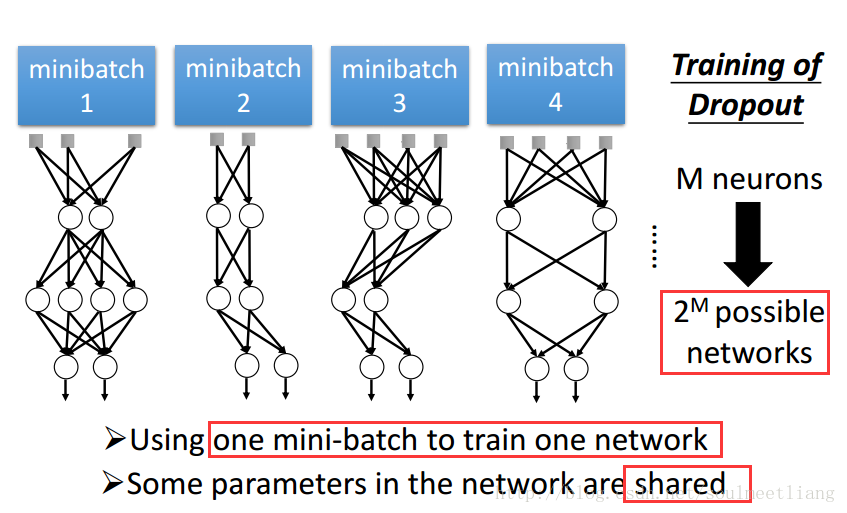 minibatch
1
minibatch
2
minibatch
3
minibatch
4
Training of
Dropout
M neurons
......
2^M possible
networks
➢Using one mini-batch to train one network
➢Some parameters in the network are shared
http://blog.csdn.net/soulmeetliang